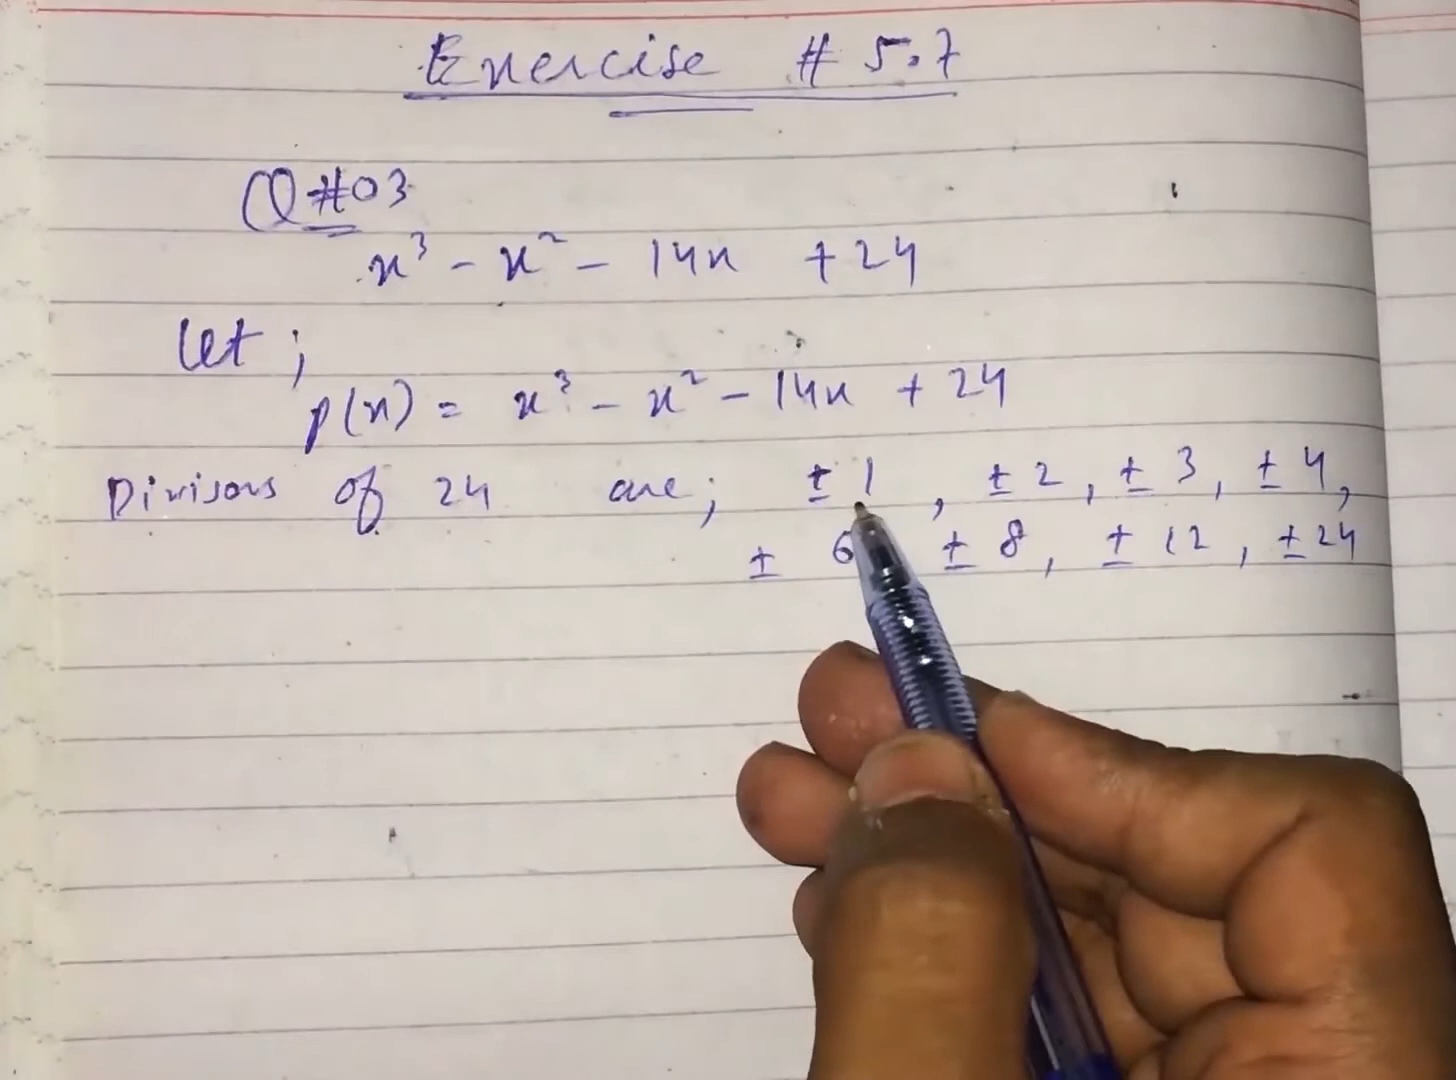 Exercise # 5.7
Q#03
x³ - x² - 14x + 24
let ;
p(x) = x³ - x² - 14x + 24
Divisors of 24 are; ± 1 , ± 2 , ± 3 , ± 4 ,
± 6 ± 8 , ± 12 , ± 24